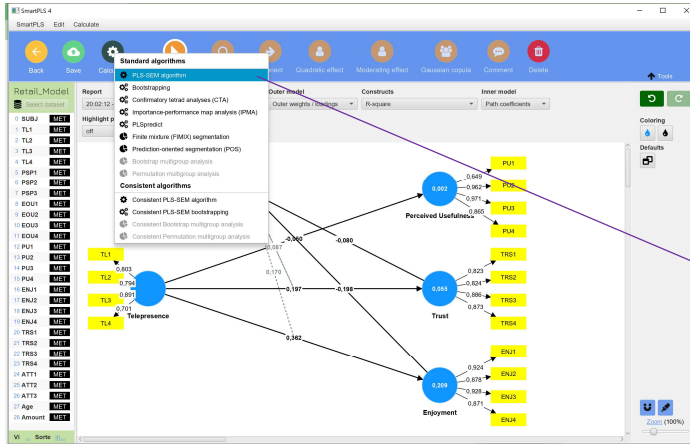 SmartPLS 4
SmartPLS Edit Calculate
Back Save Quadratic effect Moderating effect Gaussian copula Comment Delete
Tools
Standard algorithms
PLS-SEM algorithm
Bootstrapping
Confirmatory tetrad analyses (CTA)
Importance-performance map analysis (IPMA)
PLSpredict
Finite mixture (FIMIX) segmentation
Prediction-oriented segmentation (POS)
Bootstrap multigroup analysis
Permutation multigroup analysis
Consistent algorithms
Consistent PLS-SEM algorithm
Consistent PLS-SEM bootstrapping
Consistent Bootstrap multigroup analysis
Consistent Permutation multigroup analysis
Retail_Model
Select dataset
Report
20:02:12 -
Highlight p
off
Outer model
Outer weights / loadings
Constructs
R-square
Inner model
Path coefficients
Coloring
Defaults
0 SUBJ MET
1 TL1 MET
2 TL2 MET
3 TL3 MET
4 TL4 MET
5 PSP1 MET
6 PSP2 MET
7 PSP3 MET
8 EOU1 MET
9 EOU2 MET
10 EOU3 MET
11 EOU4 MET
12 PU1 MET
13 PU2 MET
14 PU3 MET
15 PU4 MET
16 ENJ1 MET
17 ENJ2 MET
18 ENJ3 MET
19 ENJ4 MET
20 TRS1 MET
21 TRS2 MET
22 TRS3 MET
23 TRS4 MET
24 ATT1 MET
25 ATT2 MET
26 ATT3 MET
27 Age MET
28 Amount MET
Vi ... Sorte
TL1
TL2
TL3
TL4
0,803
0,794
0,891
0,701
Telepresence
-0,060
-0,080
0,087
0,170
0,197
-0,198
0,362
0,002
Perceived Usefulness
0,649
0,962
0,971
0,865
PU1
PU2
PU3
PU4
0,055
Trust
0,823
0,824
0,886
0,873
TRS1
TRS2
TRS3
TRS4
0,209
Enjoyment
0,924
0,878
0,928
0,871
ENJ1
ENJ2
ENJ3
ENJ4
Zoom (100%)